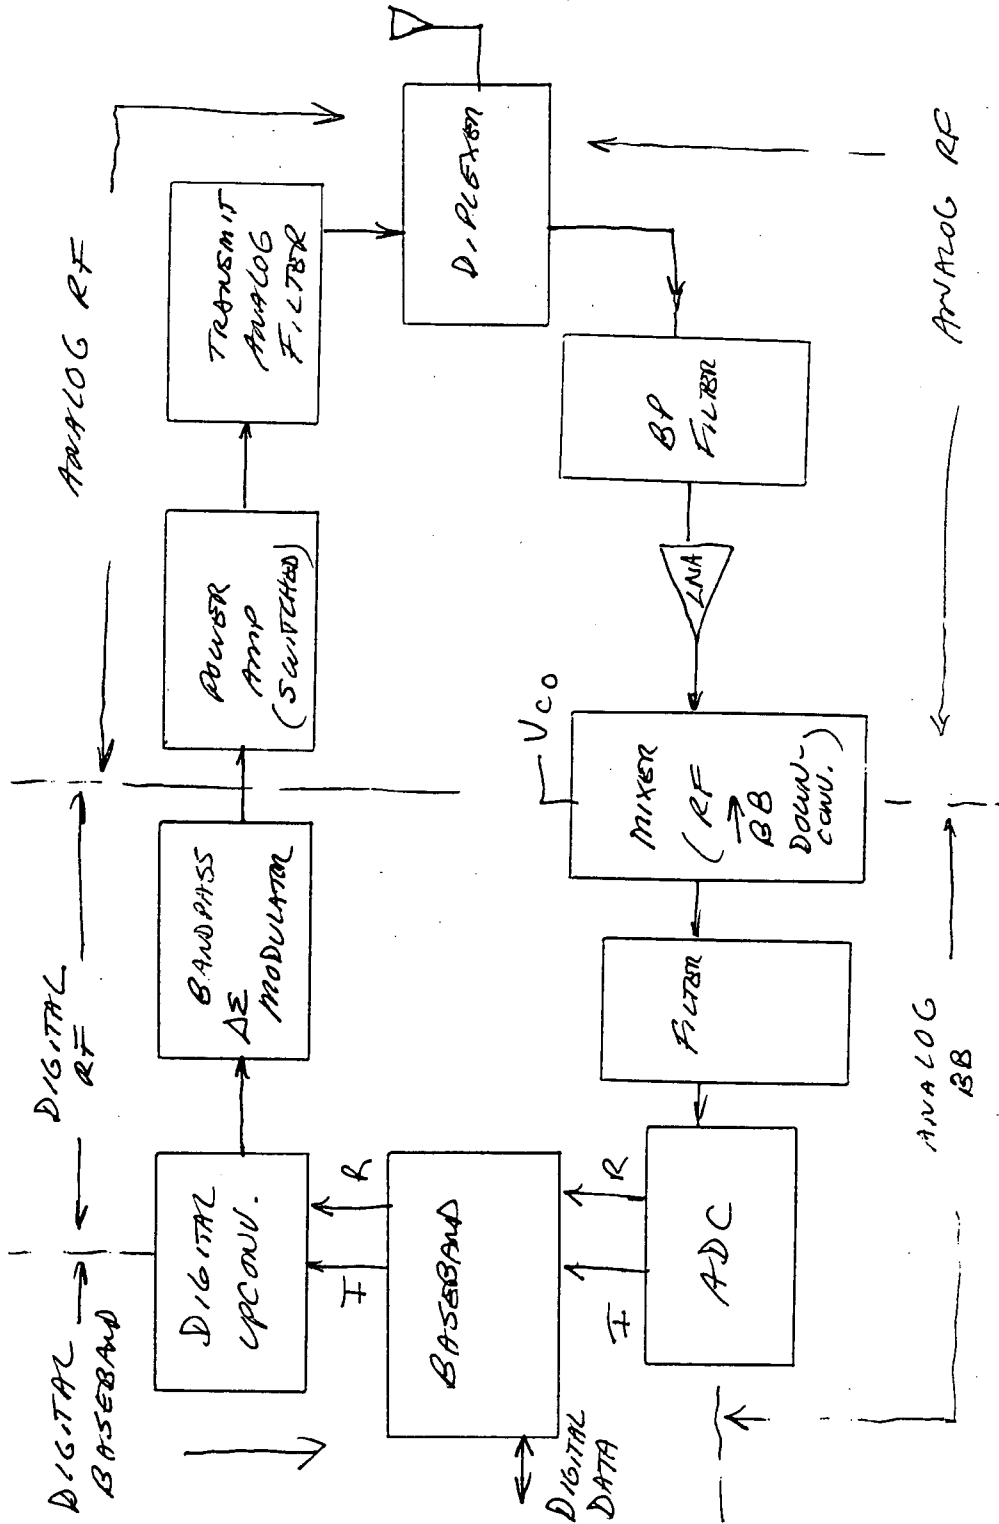 DIGITAL
BASEBAND
DIGITAL
RF
ANALOG RF
DIGITAL
UPCONV.
BANDPASS
ΔΣ
MODULATOR
POWER
AMP
(SWITCHED)
TRANSMIT
ANALOG
FILTER
I
R
DIPLEXER
BASEBAND
DIGITAL
DATA
I
R
VCO
ADC
FILTER
MIXER
(RF
→
BB
DOWN-
CONV.)
LNA
BP
FILTER
ANALOG
BB
ANALOG RF